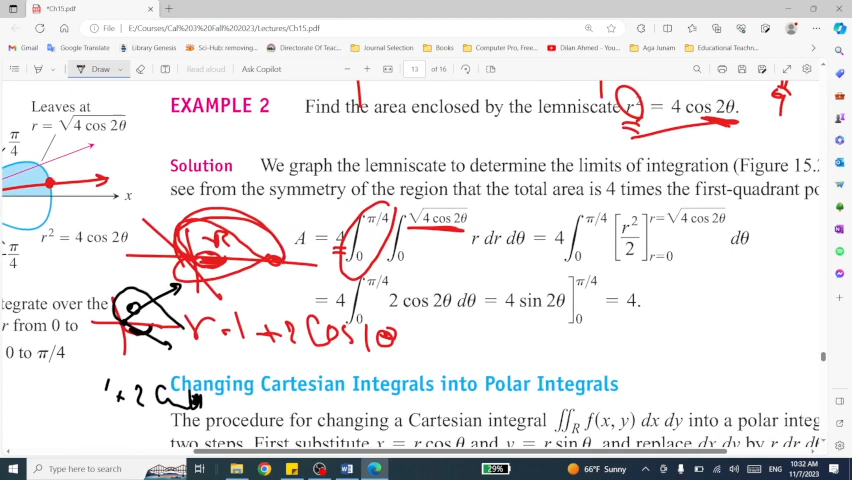 *Ch15.pdf
File E:/Courses/Cal%203%20Fall%202023/Lectures/Ch15.pdf
Gmail Google Translate Library Genesis Sci-Hub: removing... Directorate Of Teac... Journal Selection Books Computer Prog, Free... Question Dilan Ahmed - Goo... Aga Junam Educational Teachn...
Draw Read aloud Ask Copilot 13 of 16
Leaves at
r = √4 cos 2θ
π/4
x
r² = 4 cos 2θ
π/4
tegrate over the
r from 0 to
0 to π/4
EXAMPLE 2 Find the area enclosed by the lemniscate r² = 4 cos 2θ.
Solution We graph the lemniscate to determine the limits of integration (Figure 15.2
see from the symmetry of the region that the total area is 4 times the first-quadrant po
A = 4 ∫₀^{π/4} ∫₀^{√4 cos 2θ} r dr dθ = 4 ∫₀^{π/4} [r²/2]_{r=0}^{r=√4 cos 2θ} dθ
= 4 ∫₀^{π/4} 2 cos 2θ dθ = 4 sin 2θ ]₀^{π/4} = 4.
r = 1 + 2 Cos 1θ
1 + 2
Changing Cartesian Integrals into Polar Integrals
The procedure for changing a Cartesian integral ∬_R f(x, y) dx dy into a polar integ
two steps. First substitute x = r cos θ and y = r sin θ, and replace dx dy by r dr dθ
Type here to search
29%
66°F Sunny
ENG
10:32 AM
11/7/2023